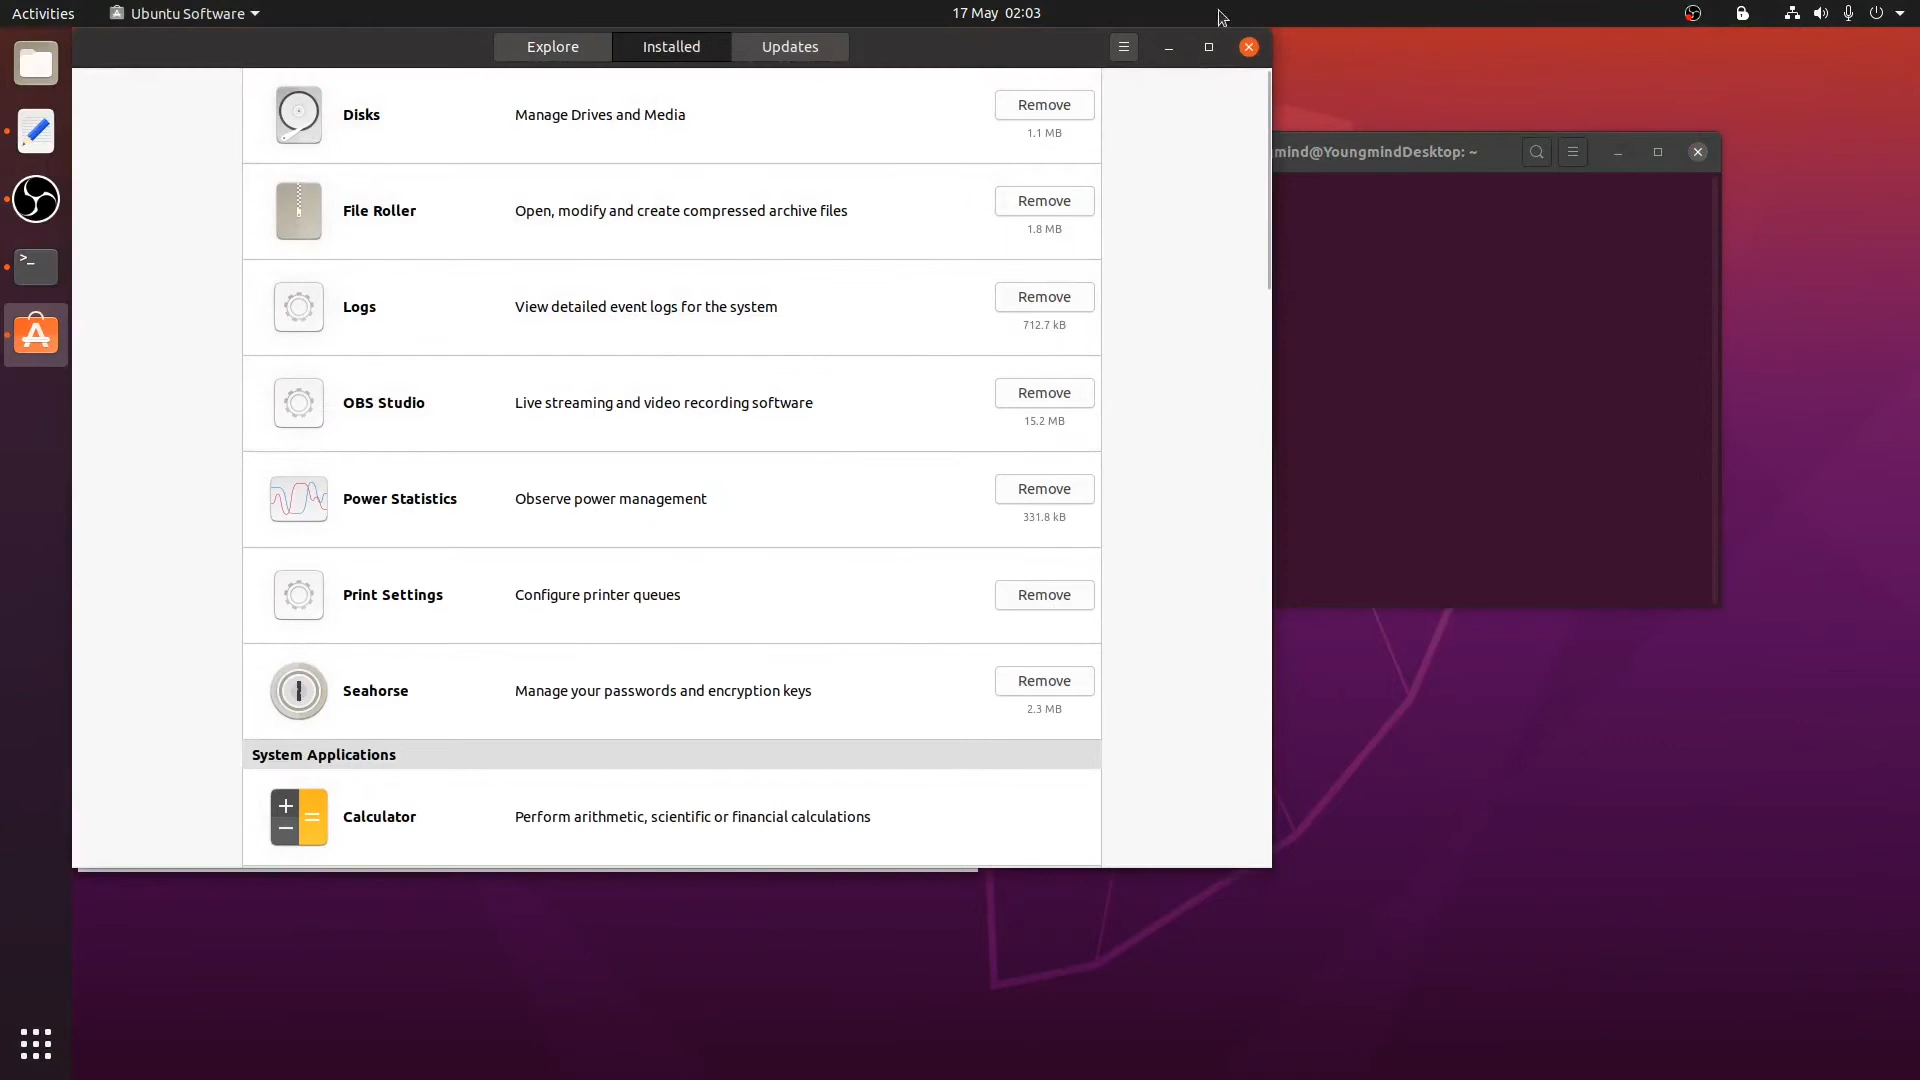 Activities
Ubuntu Software
17 May 02:03
Explore
Installed
Updates
Disks
Manage Drives and Media
Remove
1.1 MB
File Roller
Open, modify and create compressed archive files
Remove
1.8 MB
Logs
View detailed event logs for the system
Remove
712.7 kB
OBS Studio
Live streaming and video recording software
Remove
15.2 MB
Power Statistics
Observe power management
Remove
331.8 kB
Print Settings
Configure printer queues
Remove
Seahorse
Manage your passwords and encryption keys
Remove
2.3 MB
System Applications
Calculator
Perform arithmetic, scientific or financial calculations
mind@YoungmindDesktop: ~